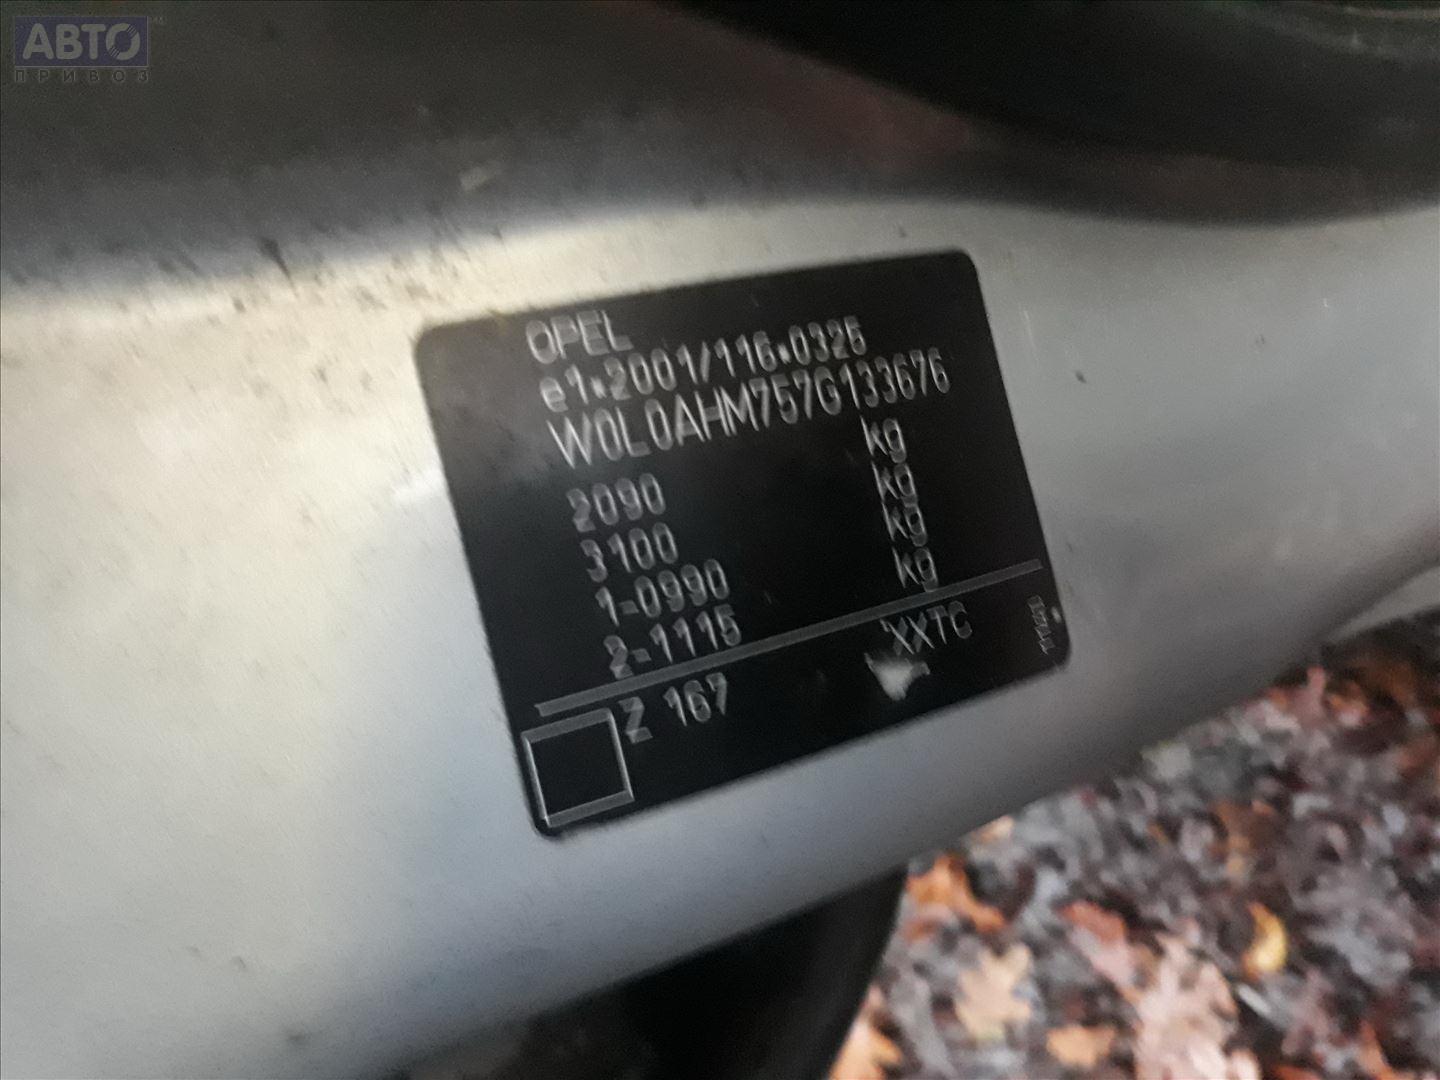 АВТО
ПРИВОЗ
OPEL
e1*2001/116*0326
W0L0AHM757G133676
2090 kg
3100 kg
1-0990 kg
2-1115 kg
Z 167 XXTC